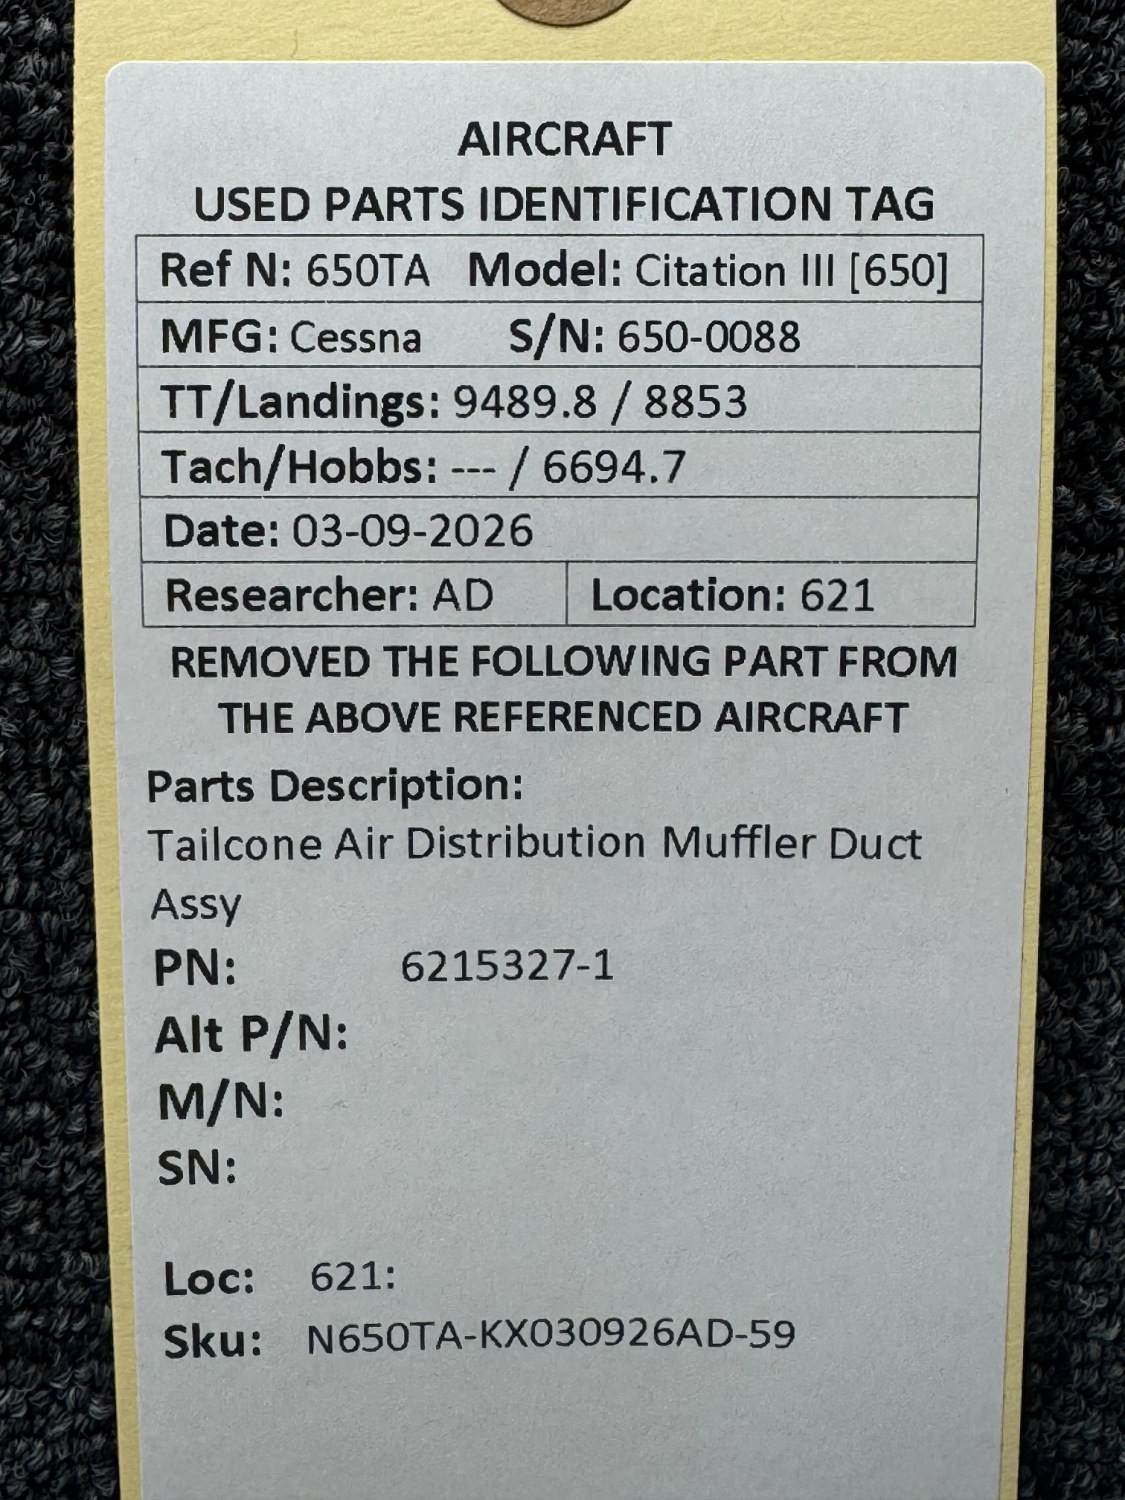 AIRCRAFT
USED PARTS IDENTIFICATION TAG
Ref N: 650TA Model: Citation III [650]
MFG: Cessna S/N: 650-0088
TT/Landings: 9489.8 / 8853
Tach/Hobbs: --- / 6694.7
Date: 03-09-2026
Researcher: AD Location: 621
REMOVED THE FOLLOWING PART FROM
THE ABOVE REFERENCED AIRCRAFT
Parts Description:
Tailcone Air Distribution Muffler Duct
Assy
PN: 6215327-1
Alt P/N:
M/N:
SN:
Loc: 621:
Sku: N650TA-KX030926AD-59